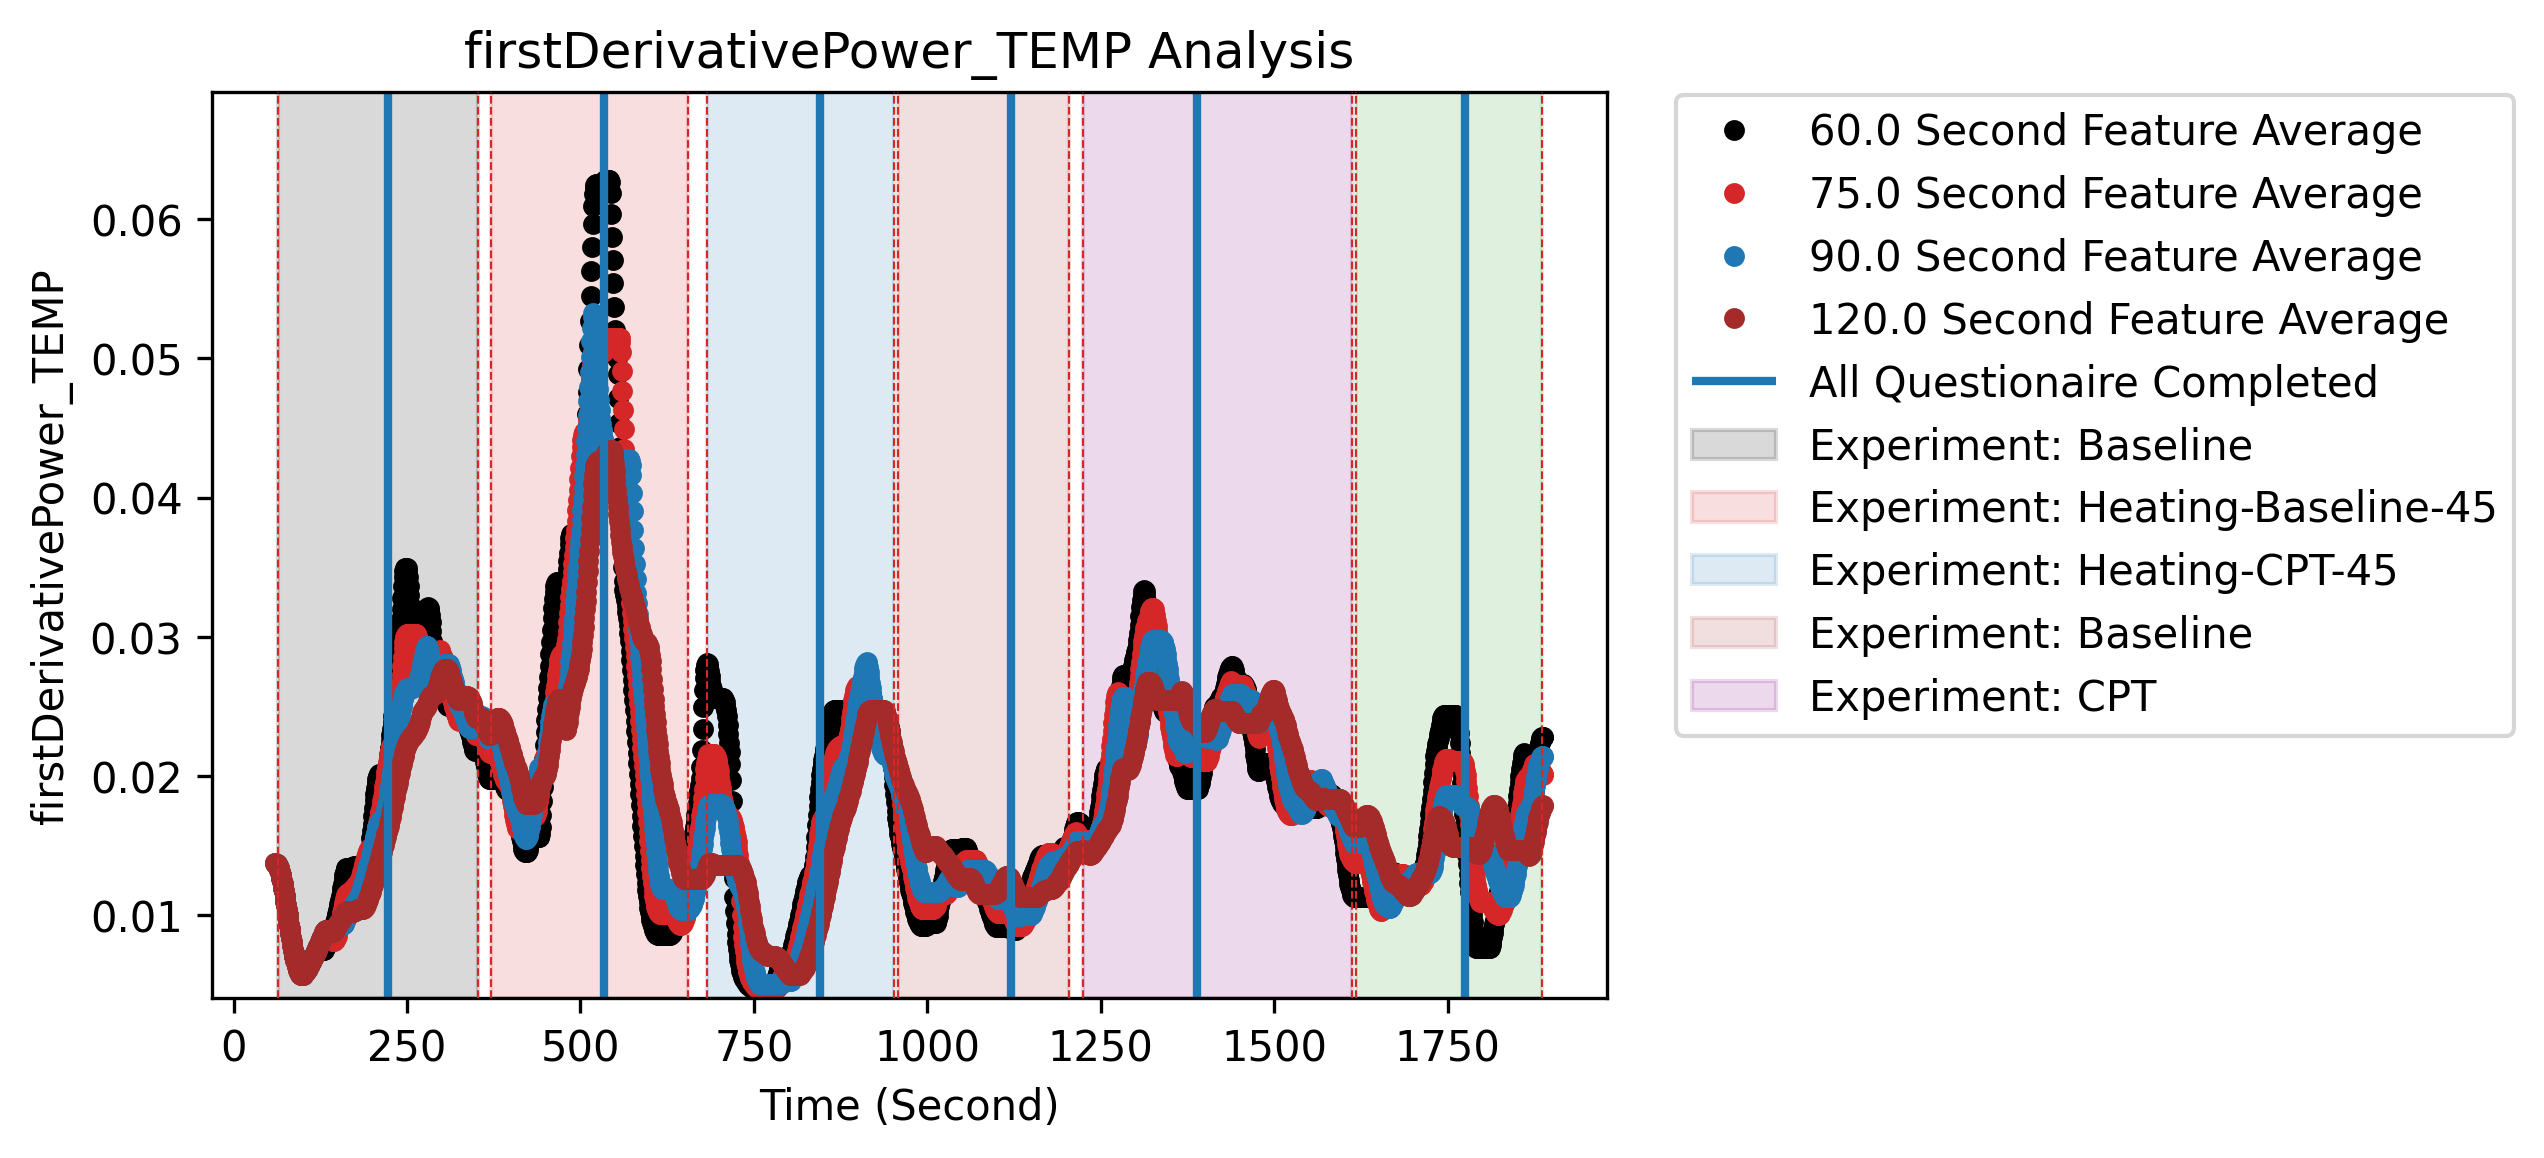 firstDerivativePower_TEMP Analysis
firstDerivativePower_TEMP
0.06
0.05
0.04
0.03
0.02
0.01
0 250 500 750 1000 1250 1500 1750
Time (Second)
60.0 Second Feature Average
75.0 Second Feature Average
90.0 Second Feature Average
120.0 Second Feature Average
All Questionaire Completed
Experiment: Baseline
Experiment: Heating-Baseline-45
Experiment: Heating-CPT-45
Experiment: Baseline
Experiment: CPT